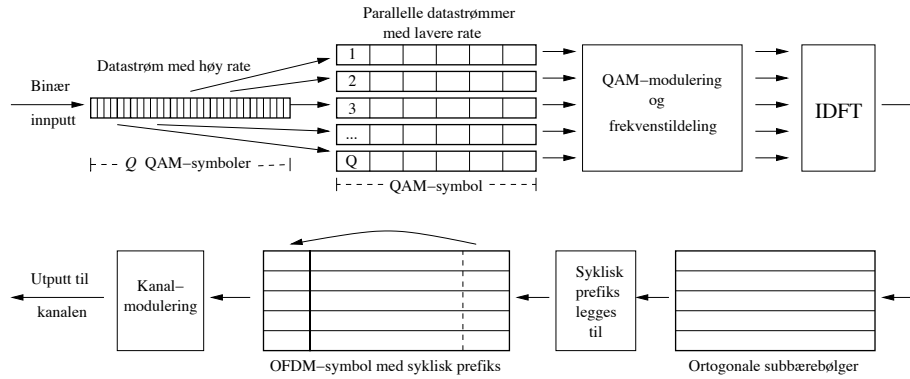 Parallelle datastrømmer
med lavere rate
Datastrøm med høy rate
Binær
innputt
Q QAM−symboler
1
2
3
...
Q
QAM−symbol
QAM−modulering
og
frekvenstildeling
IDFT
Utputt til
kanalen
Kanal−
modulering
OFDM−symbol med syklisk prefiks
Syklisk
prefiks
legges
til
Ortogonale subbærebølger